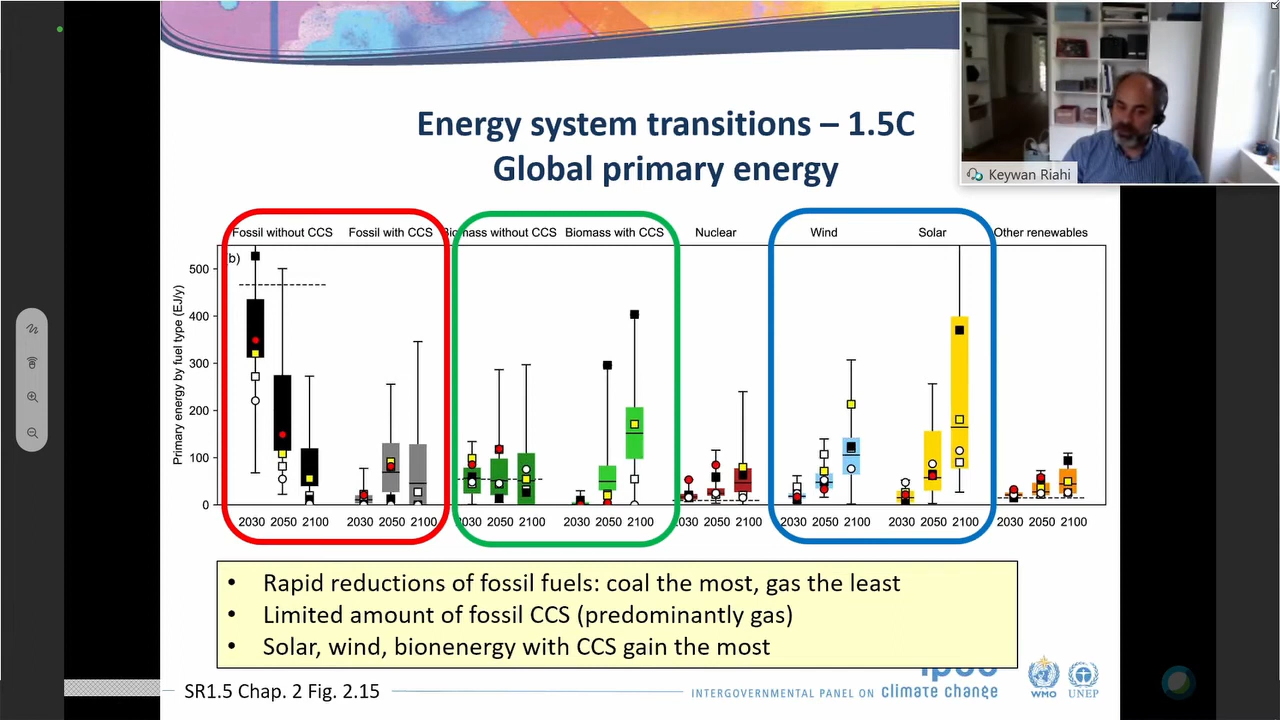 Energy system transitions – 1.5C
Global primary energy
Keywan Riahi
Fossil without CCS Fossil with CCS Biomass without CCS Biomass with CCS Nuclear Wind Solar Other renewables
b)
Primary energy by fuel type (EJ/y)
500
400
300
200
100
0
2030 2050 2100 2030 2050 2100 2030 2050 2100 2030 2050 2100 2030 2050 2100 2030 2050 2100 2030 2050 2100 2030 2050 2100
• Rapid reductions of fossil fuels: coal the most, gas the least
• Limited amount of fossil CCS (predominantly gas)
• Solar, wind, bionenergy with CCS gain the most
SR1.5 Chap. 2 Fig. 2.15
ipcc
INTERGOVERNMENTAL PANEL ON climate change
WMO UNEP